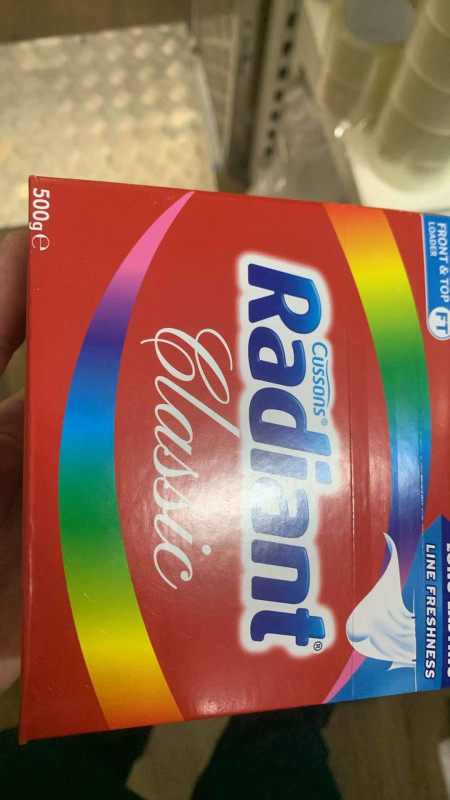 FRONT & TOP
LOADER
FT
LINE FRESHNESS
Cussons®
Radiant®
Classic
500g e